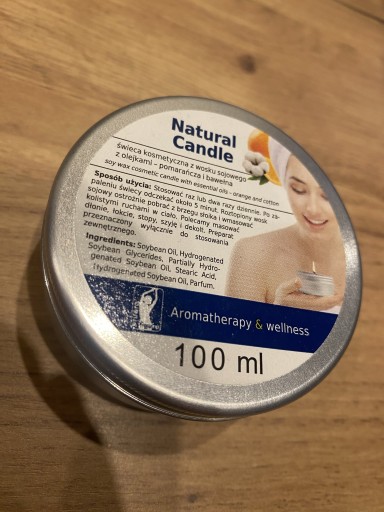 Natural
Candle
świeca kosmetyczna z wosku sojowego
z olejkami - pomarańcza i bawełna
soy wax cosmetic candle with essential oils - orange and cotton
Sposób użycia: Stosować raz lub dwa razy dziennie. Po za-
paleniu świecy odczekać około 5 minut. Roztopiony wosk
sojowy ostrożnie pobrać z brzegu słoika i wmasować
kolistymi ruchami w ciało. Polecamy masować
dłonie, łokcie, stopy, szyję i dekolt. Preparat
przeznaczony wyłącznie do stosowania
zewnętrznego.
Ingredients: Soybean Oil, Hydrogenated
Soybean Glycerides, Partially Hydro-
genated Soybean Oil, Stearic Acid,
Hydrogenated Soybean Oil, Parfum.
Aromatherapy & wellness
100 ml